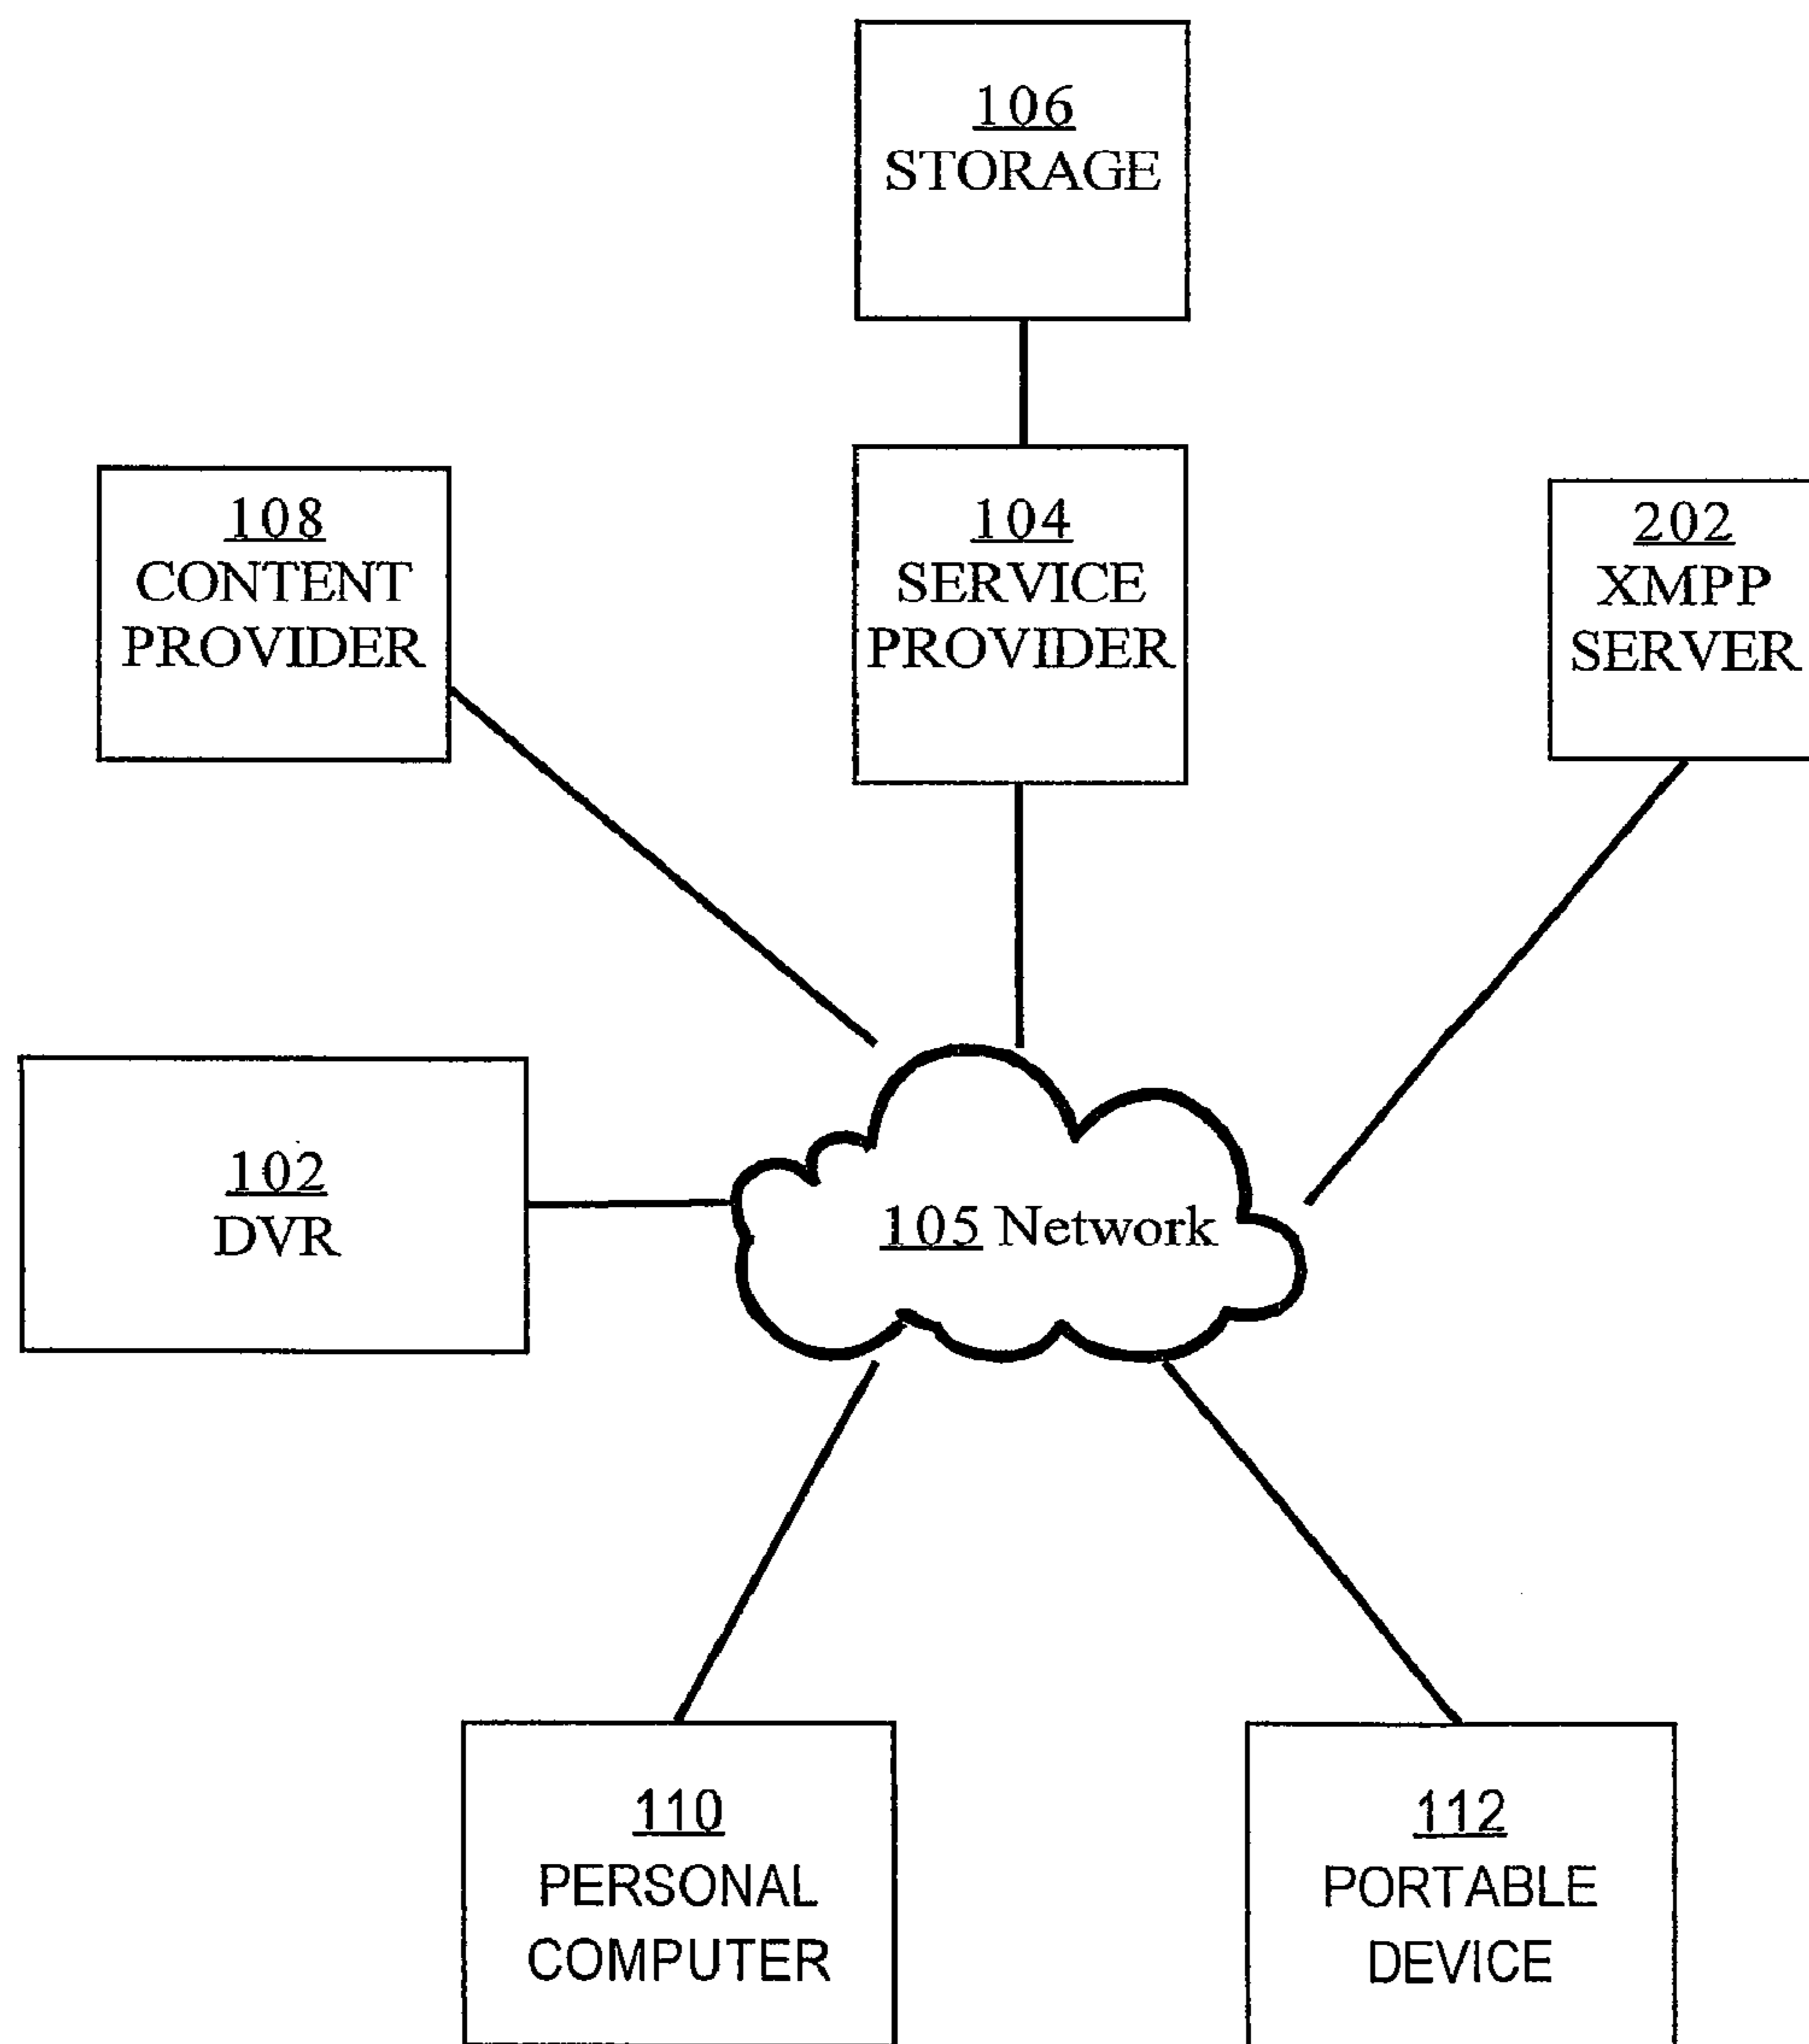 106
STORAGE
108
CONTENT
PROVIDER
104
SERVICE
PROVIDER
202
XMPP
SERVER
102
DVR
105 Network
110
PERSONAL
COMPUTER
112
PORTABLE
DEVICE